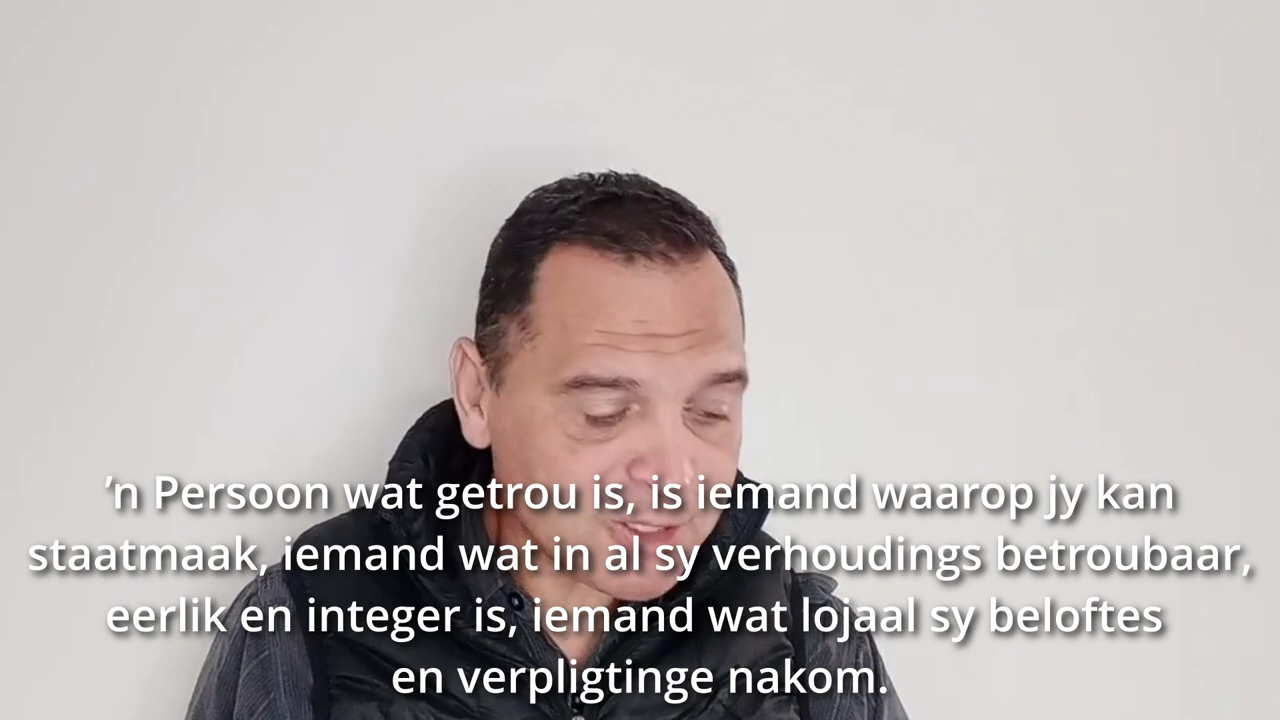 ’n Persoon wat getrou is, is iemand waarop jy kan
staatmaak, iemand wat in al sy verhoudings betroubaar,
eerlik en integer is, iemand wat lojaal sy beloftes
en verpligtinge nakom.